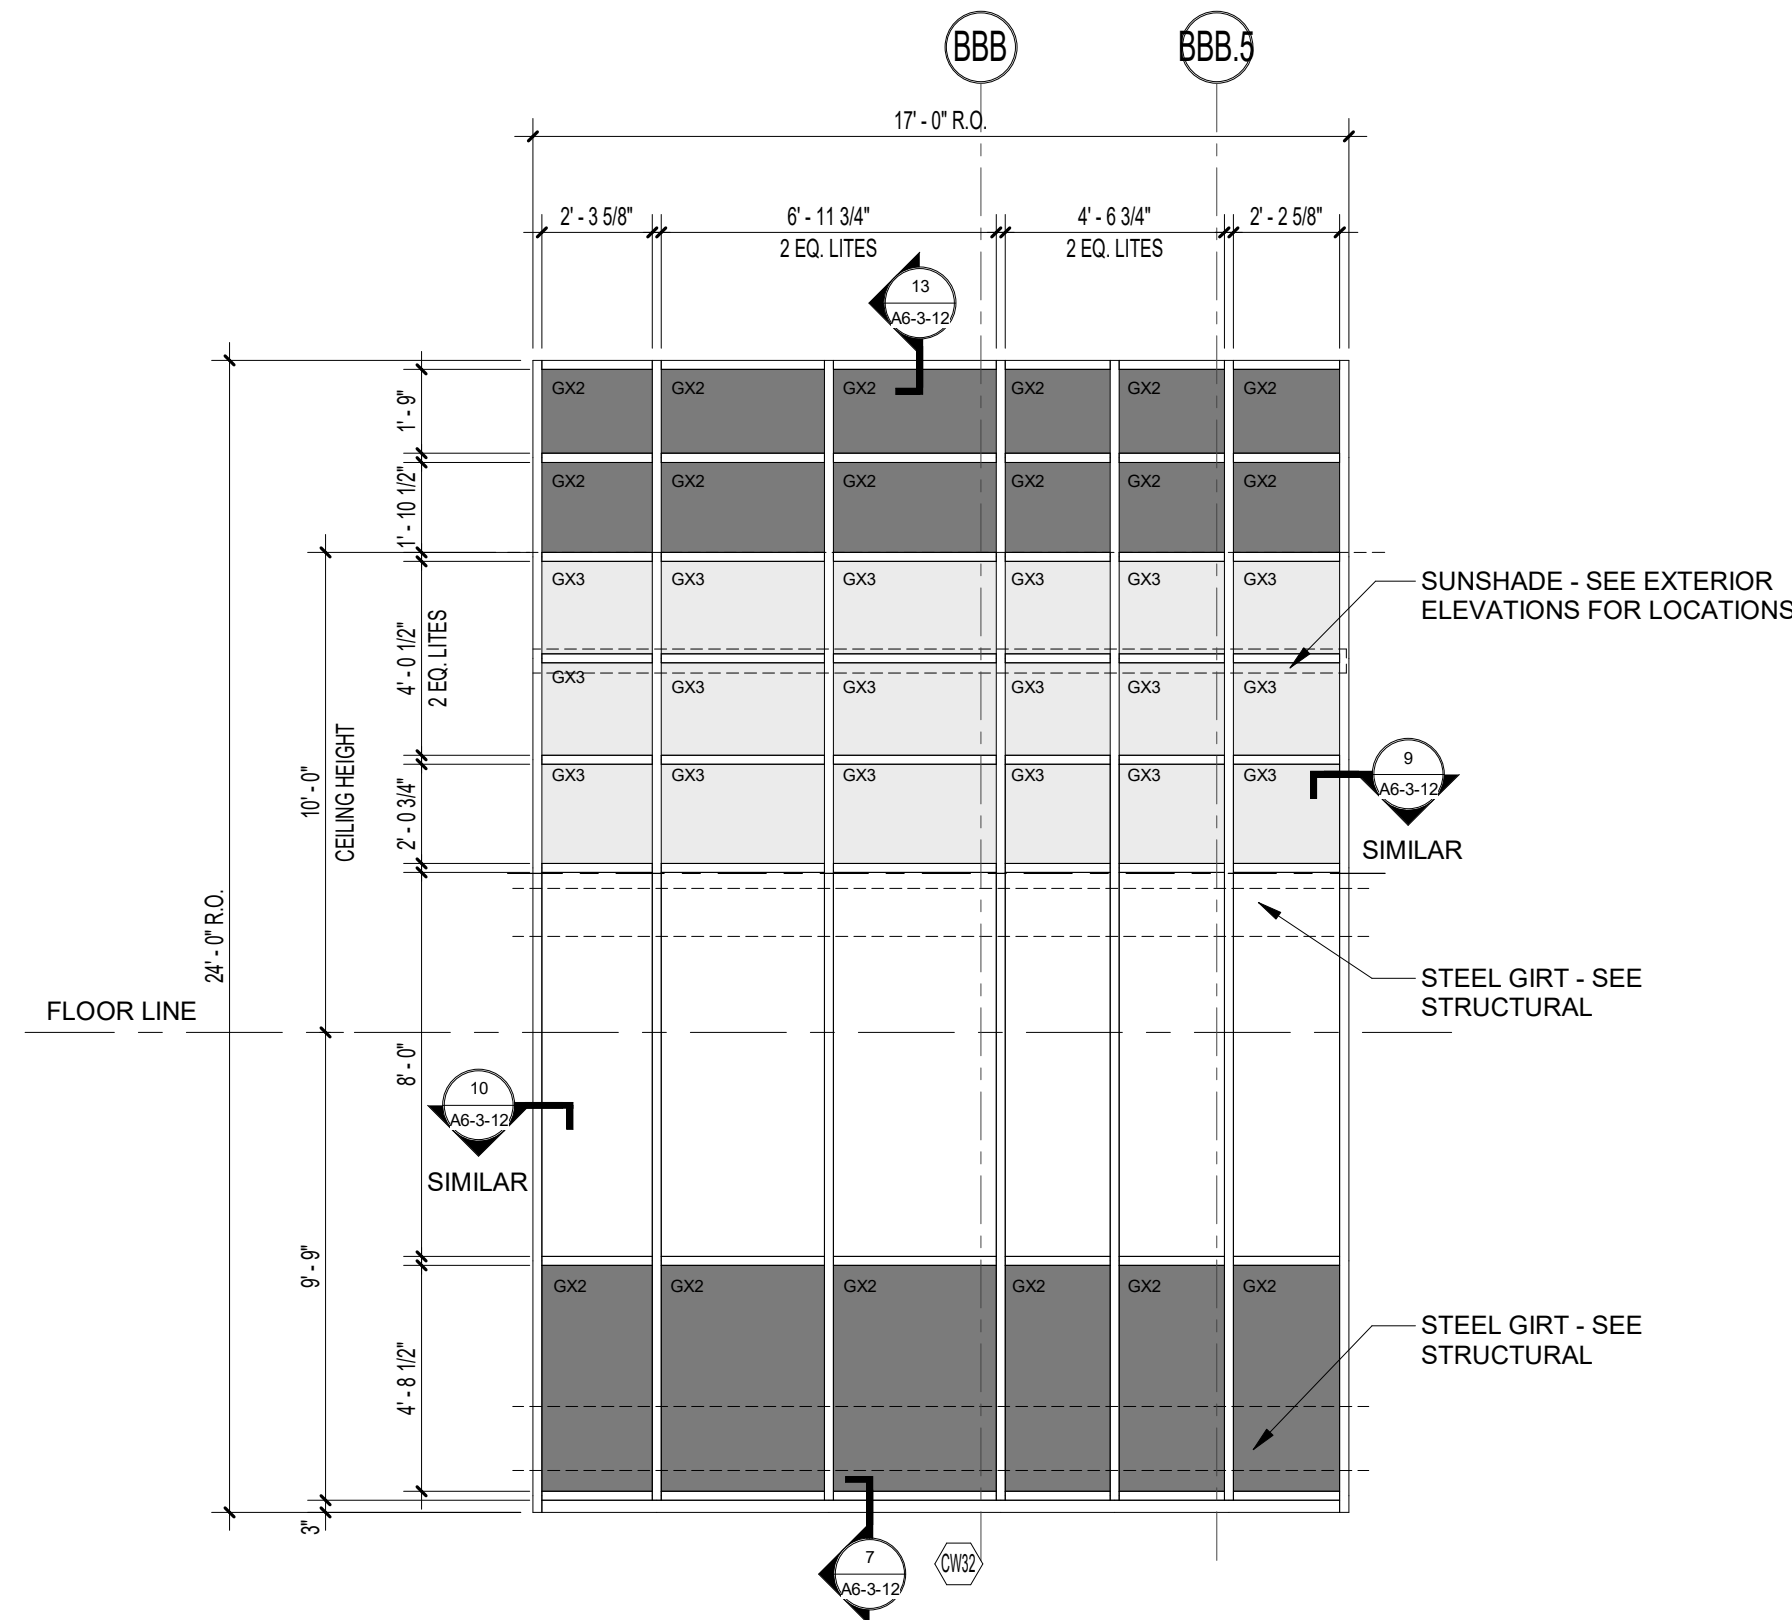 BBB
BBB.5
17' - 0" R.O.
2' - 3 5/8"
6' - 11 3/4"
4' - 6 3/4"
2' - 2 5/8"
2 EQ. LITES
2 EQ. LITES
13
A6-3-12
GX2 GX2 GX2 GX2 GX2 GX2
1' - 9"
GX2 GX2 GX2 GX2 GX2 GX2
1' - 10 1/2"
GX3 GX3 GX3 GX3 GX3 GX3
SUNSHADE - SEE EXTERIOR
ELEVATIONS FOR LOCATIONS
4' - 0 1/2"
2 EQ. LITES
GX3 GX3 GX3 GX3 GX3 GX3
10' - 0"
CEILING HEIGHT
2' - 0 3/4"
GX3 GX3 GX3 GX3 GX3 GX3
9
A6-3-12
SIMILAR
24' - 0" R.O.
STEEL GIRT - SEE
STRUCTURAL
FLOOR LINE
8' - 0"
10
A6-3-12
SIMILAR
9' - 9"
GX2 GX2 GX2 GX2 GX2 GX2
4' - 8 1/2"
STEEL GIRT - SEE
STRUCTURAL
3"
7
A6-3-12
CW32